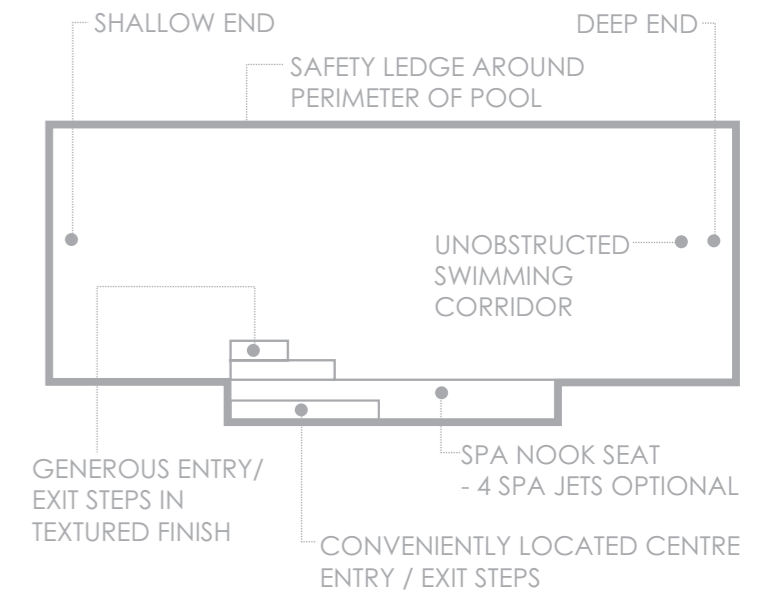 SHALLOW END
DEEP END
SAFETY LEDGE AROUND
PERIMETER OF POOL
UNOBSTRUCTED
SWIMMING
CORRIDOR
GENEROUS ENTRY/
EXIT STEPS IN
TEXTURED FINISH
SPA NOOK SEAT
- 4 SPA JETS OPTIONAL
CONVENIENTLY LOCATED CENTRE
ENTRY / EXIT STEPS